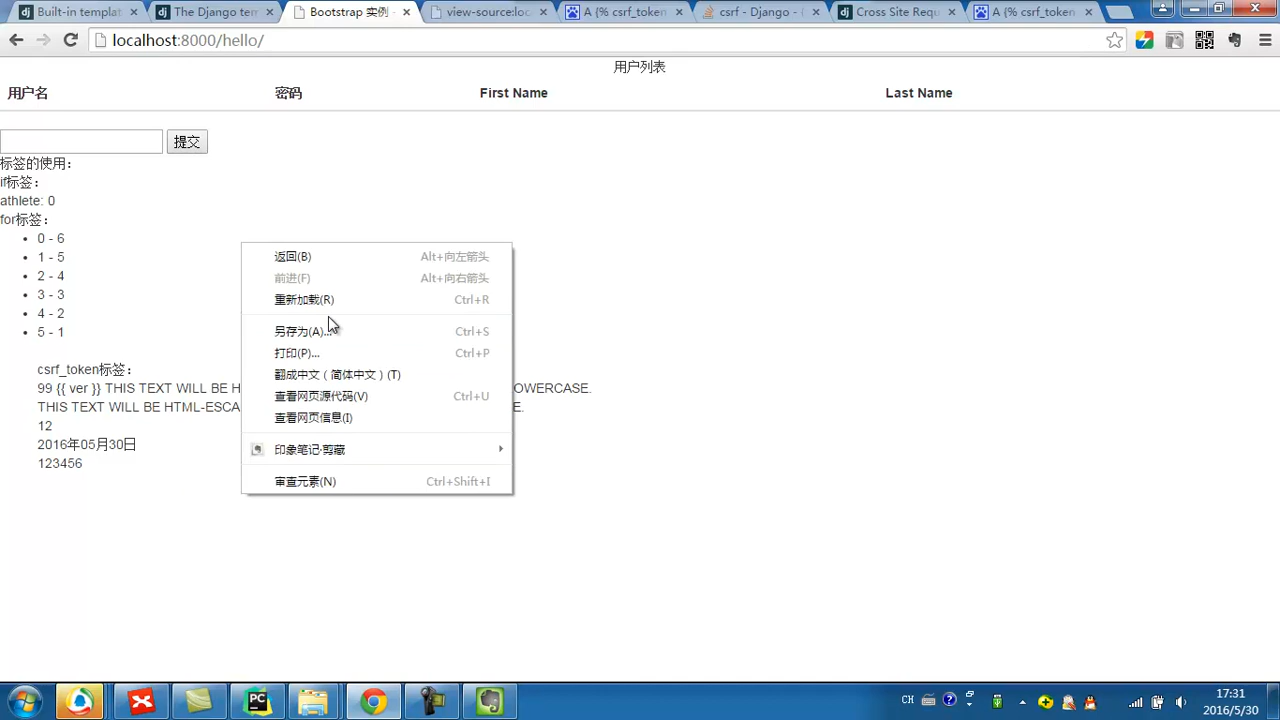 Built-in templat
The Django tem
Bootstrap 实例 -
view-source:loc
A {% csrf_token
csrf - Django - (
Cross Site Requ
A {% csrf_token
localhost:8000/hello/
用户列表
用户名 密码 First Name Last Name
提交
标签的使用：
if标签：
athlete: 0
for标签：
• 0 - 6
• 1 - 5
• 2 - 4
• 3 - 3
• 4 - 2
• 5 - 1
csrf_token标签：
99 {{ ver }} THIS TEXT WILL BE H OWERCASE.
THIS TEXT WILL BE HTML-ESCA E.
12
2016年05月30日
123456
返回(B) Alt+向左箭头
前进(F) Alt+向右箭头
重新加载(R) Ctrl+R
另存为(A)... Ctrl+S
打印(P)... Ctrl+P
翻成中文（简体中文）(T)
查看网页源代码(V) Ctrl+U
查看网页信息(I)
印象笔记·剪藏
审查元素(N) Ctrl+Shift+I
PC
CH
17:31
2016/5/30